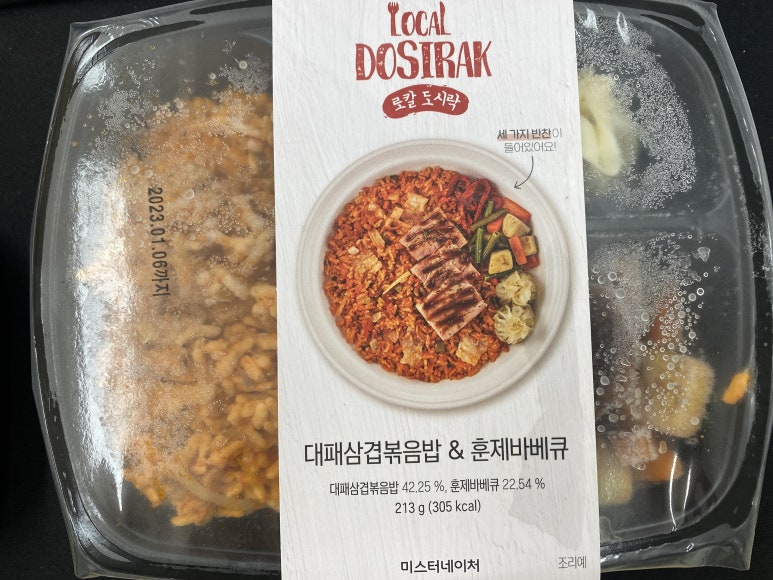 LOCAL
DOSIRAK
로칼 도시락
세 가지 반찬이
들어있어요!
2023.01.06까지
대패삼겹볶음밥 & 훈제바베큐
대패삼겹볶음밥 42.25 %, 훈제바베큐 22.54 %
213 g (305 kcal)
미스터네이처
조리예